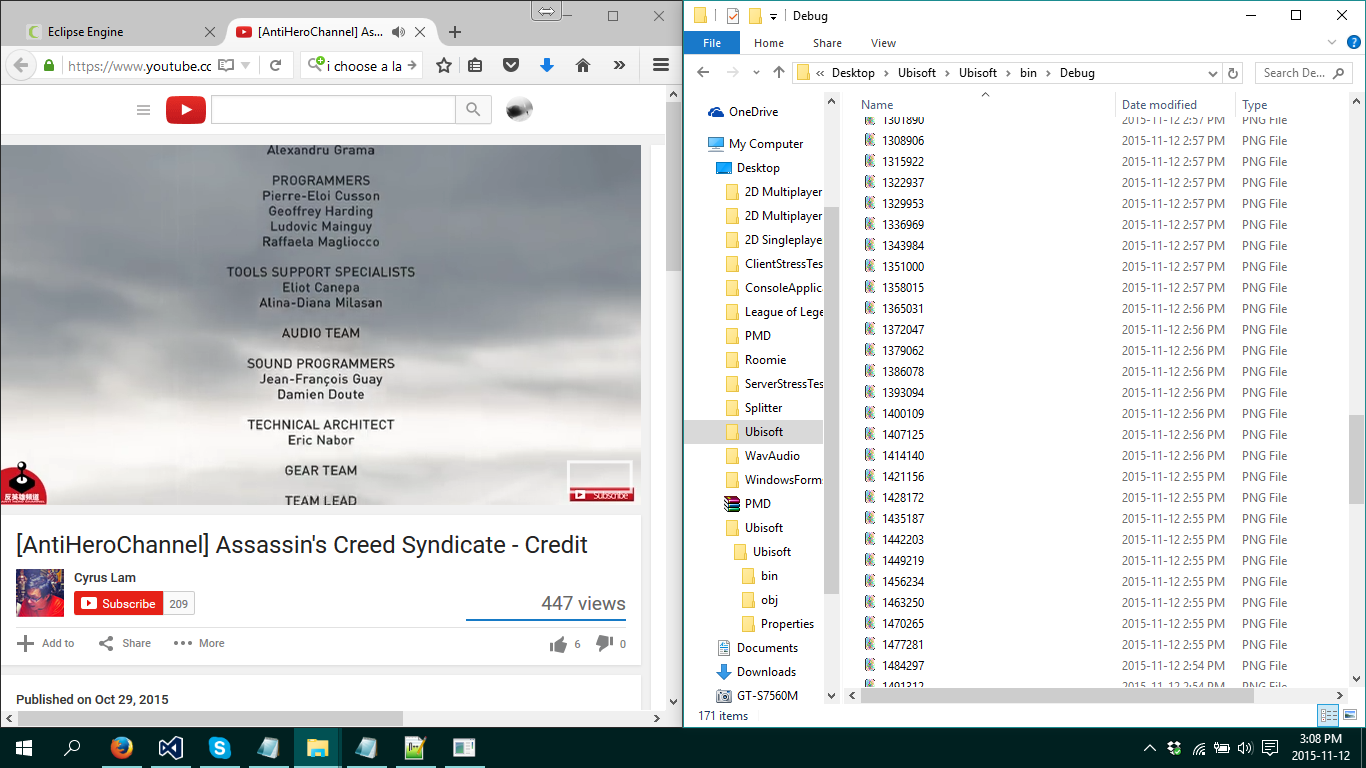 Eclipse Engine
[AntiHeroChannel] As...
https://www.youtube.co
i choose a la
Alexandru Grama
PROGRAMMERS
Pierre-Eloi Cusson
Geoffrey Harding
Ludovic Mainguy
Raffaela Magliocco
TOOLS SUPPORT SPECIALISTS
Eliot Canepa
Alina-Diana Milasan
AUDIO TEAM
SOUND PROGRAMMERS
Jean-François Guay
Damien Doute
TECHNICAL ARCHITECT
Eric Nabor
GEAR TEAM
TEAM LEAD
反英雄頻道
Subscribe
[AntiHeroChannel] Assassin's Creed Syndicate - Credit
Cyrus Lam
Subscribe 209
447 views
Add to Share More 6 0
Published on Oct 29, 2015
Debug
File Home Share View
« Desktop Ubisoft Ubisoft bin Debug
Search De...
OneDrive
My Computer
Desktop
2D Multiplayer
2D Multiplayer
2D Singleplaye
ClientStressTes
ConsoleApplica
League of Lege
PMD
Roomie
ServerStressTes
Splitter
Ubisoft
WavAudio
WindowsForm
PMD
Ubisoft
Ubisoft
bin
obj
Properties
Documents
Downloads
GT-S7560M
Name Date modified Type
1301890 2015-11-12 2:57 PM PNG File
1308906 2015-11-12 2:57 PM PNG File
1315922 2015-11-12 2:57 PM PNG File
1322937 2015-11-12 2:57 PM PNG File
1329953 2015-11-12 2:57 PM PNG File
1336969 2015-11-12 2:57 PM PNG File
1343984 2015-11-12 2:57 PM PNG File
1351000 2015-11-12 2:57 PM PNG File
1358015 2015-11-12 2:57 PM PNG File
1365031 2015-11-12 2:56 PM PNG File
1372047 2015-11-12 2:56 PM PNG File
1379062 2015-11-12 2:56 PM PNG File
1386078 2015-11-12 2:56 PM PNG File
1393094 2015-11-12 2:56 PM PNG File
1400109 2015-11-12 2:56 PM PNG File
1407125 2015-11-12 2:56 PM PNG File
1414140 2015-11-12 2:56 PM PNG File
1421156 2015-11-12 2:55 PM PNG File
1428172 2015-11-12 2:55 PM PNG File
1435187 2015-11-12 2:55 PM PNG File
1442203 2015-11-12 2:55 PM PNG File
1449219 2015-11-12 2:55 PM PNG File
1456234 2015-11-12 2:55 PM PNG File
1463250 2015-11-12 2:55 PM PNG File
1470265 2015-11-12 2:55 PM PNG File
1477281 2015-11-12 2:55 PM PNG File
1484297 2015-11-12 2:54 PM PNG File
1491312 2015-11-12 2:54 PM PNG File
171 items
3:08 PM
2015-11-12